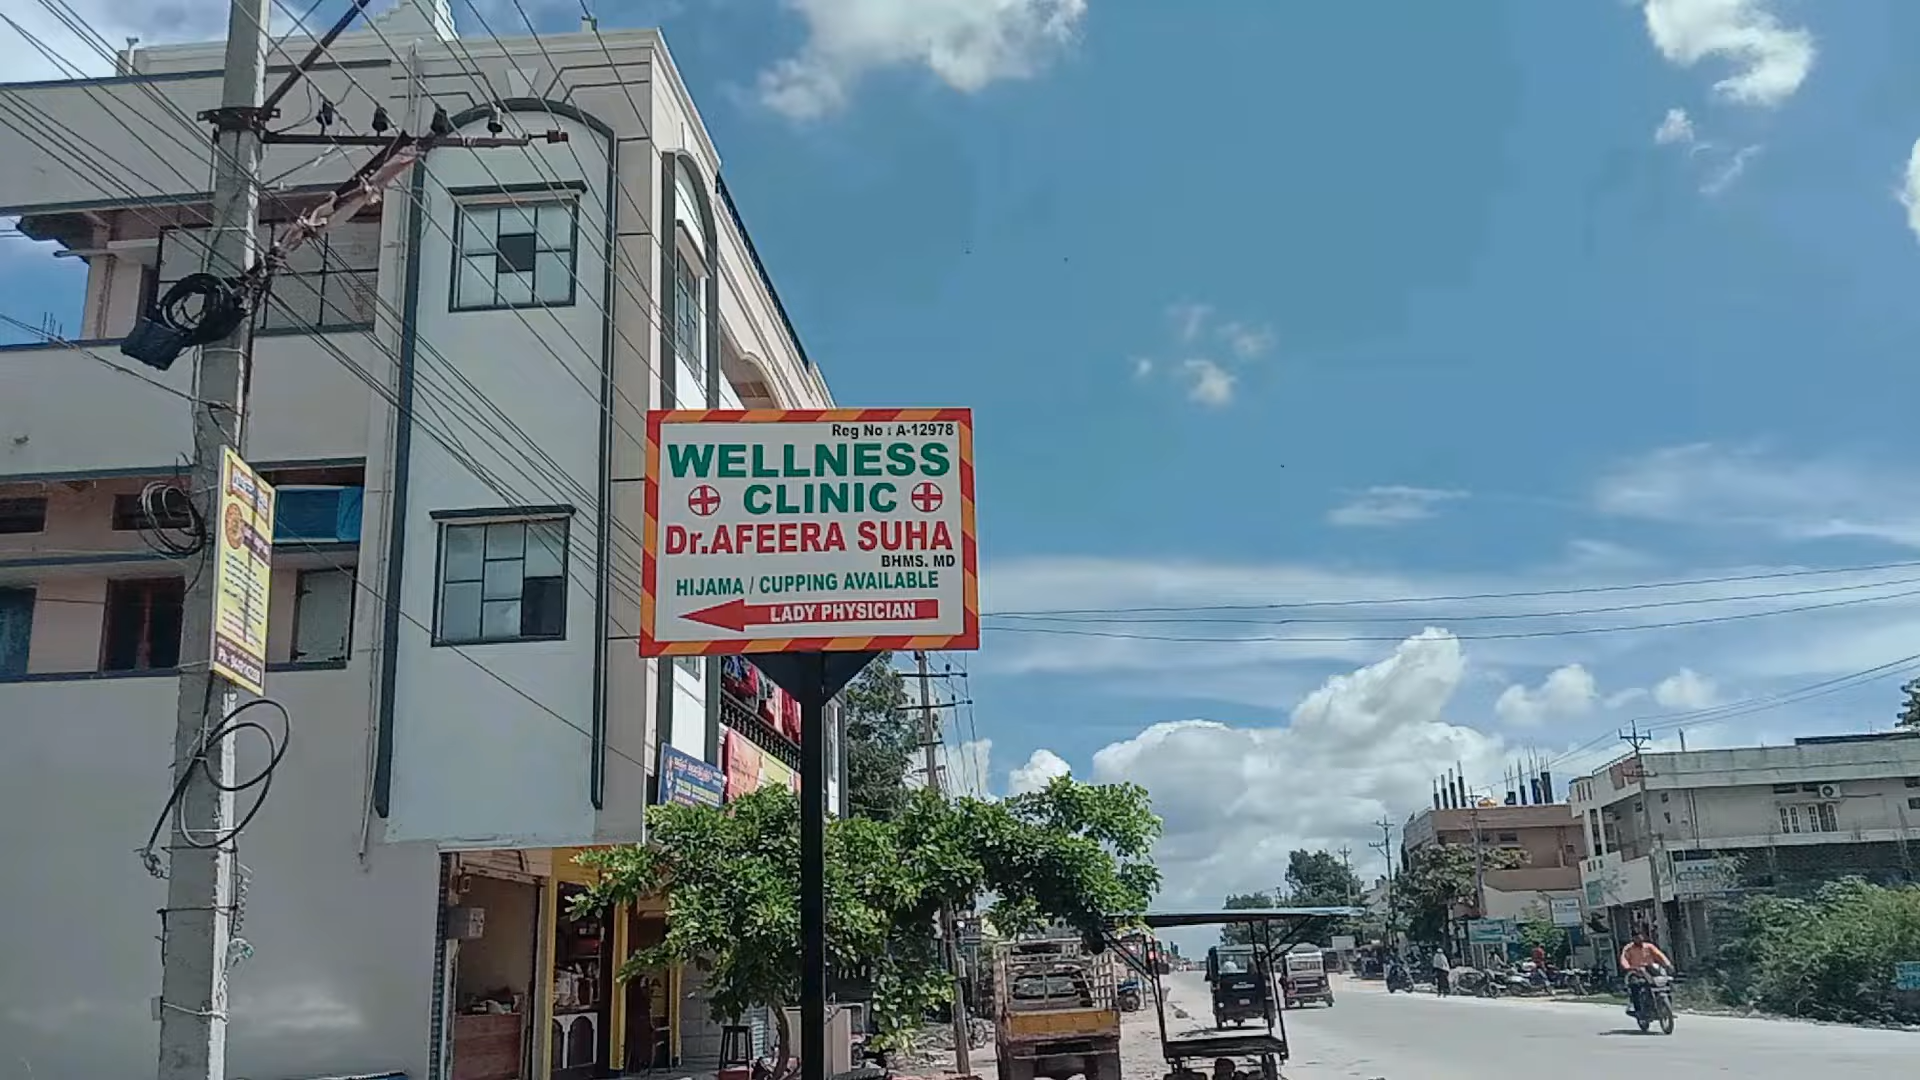 Reg No : A-12978
WELLNESS
CLINIC
Dr.AFEERA SUHA
BHMS. MD
HIJAMA / CUPPING AVAILABLE
LADY PHYSICIAN